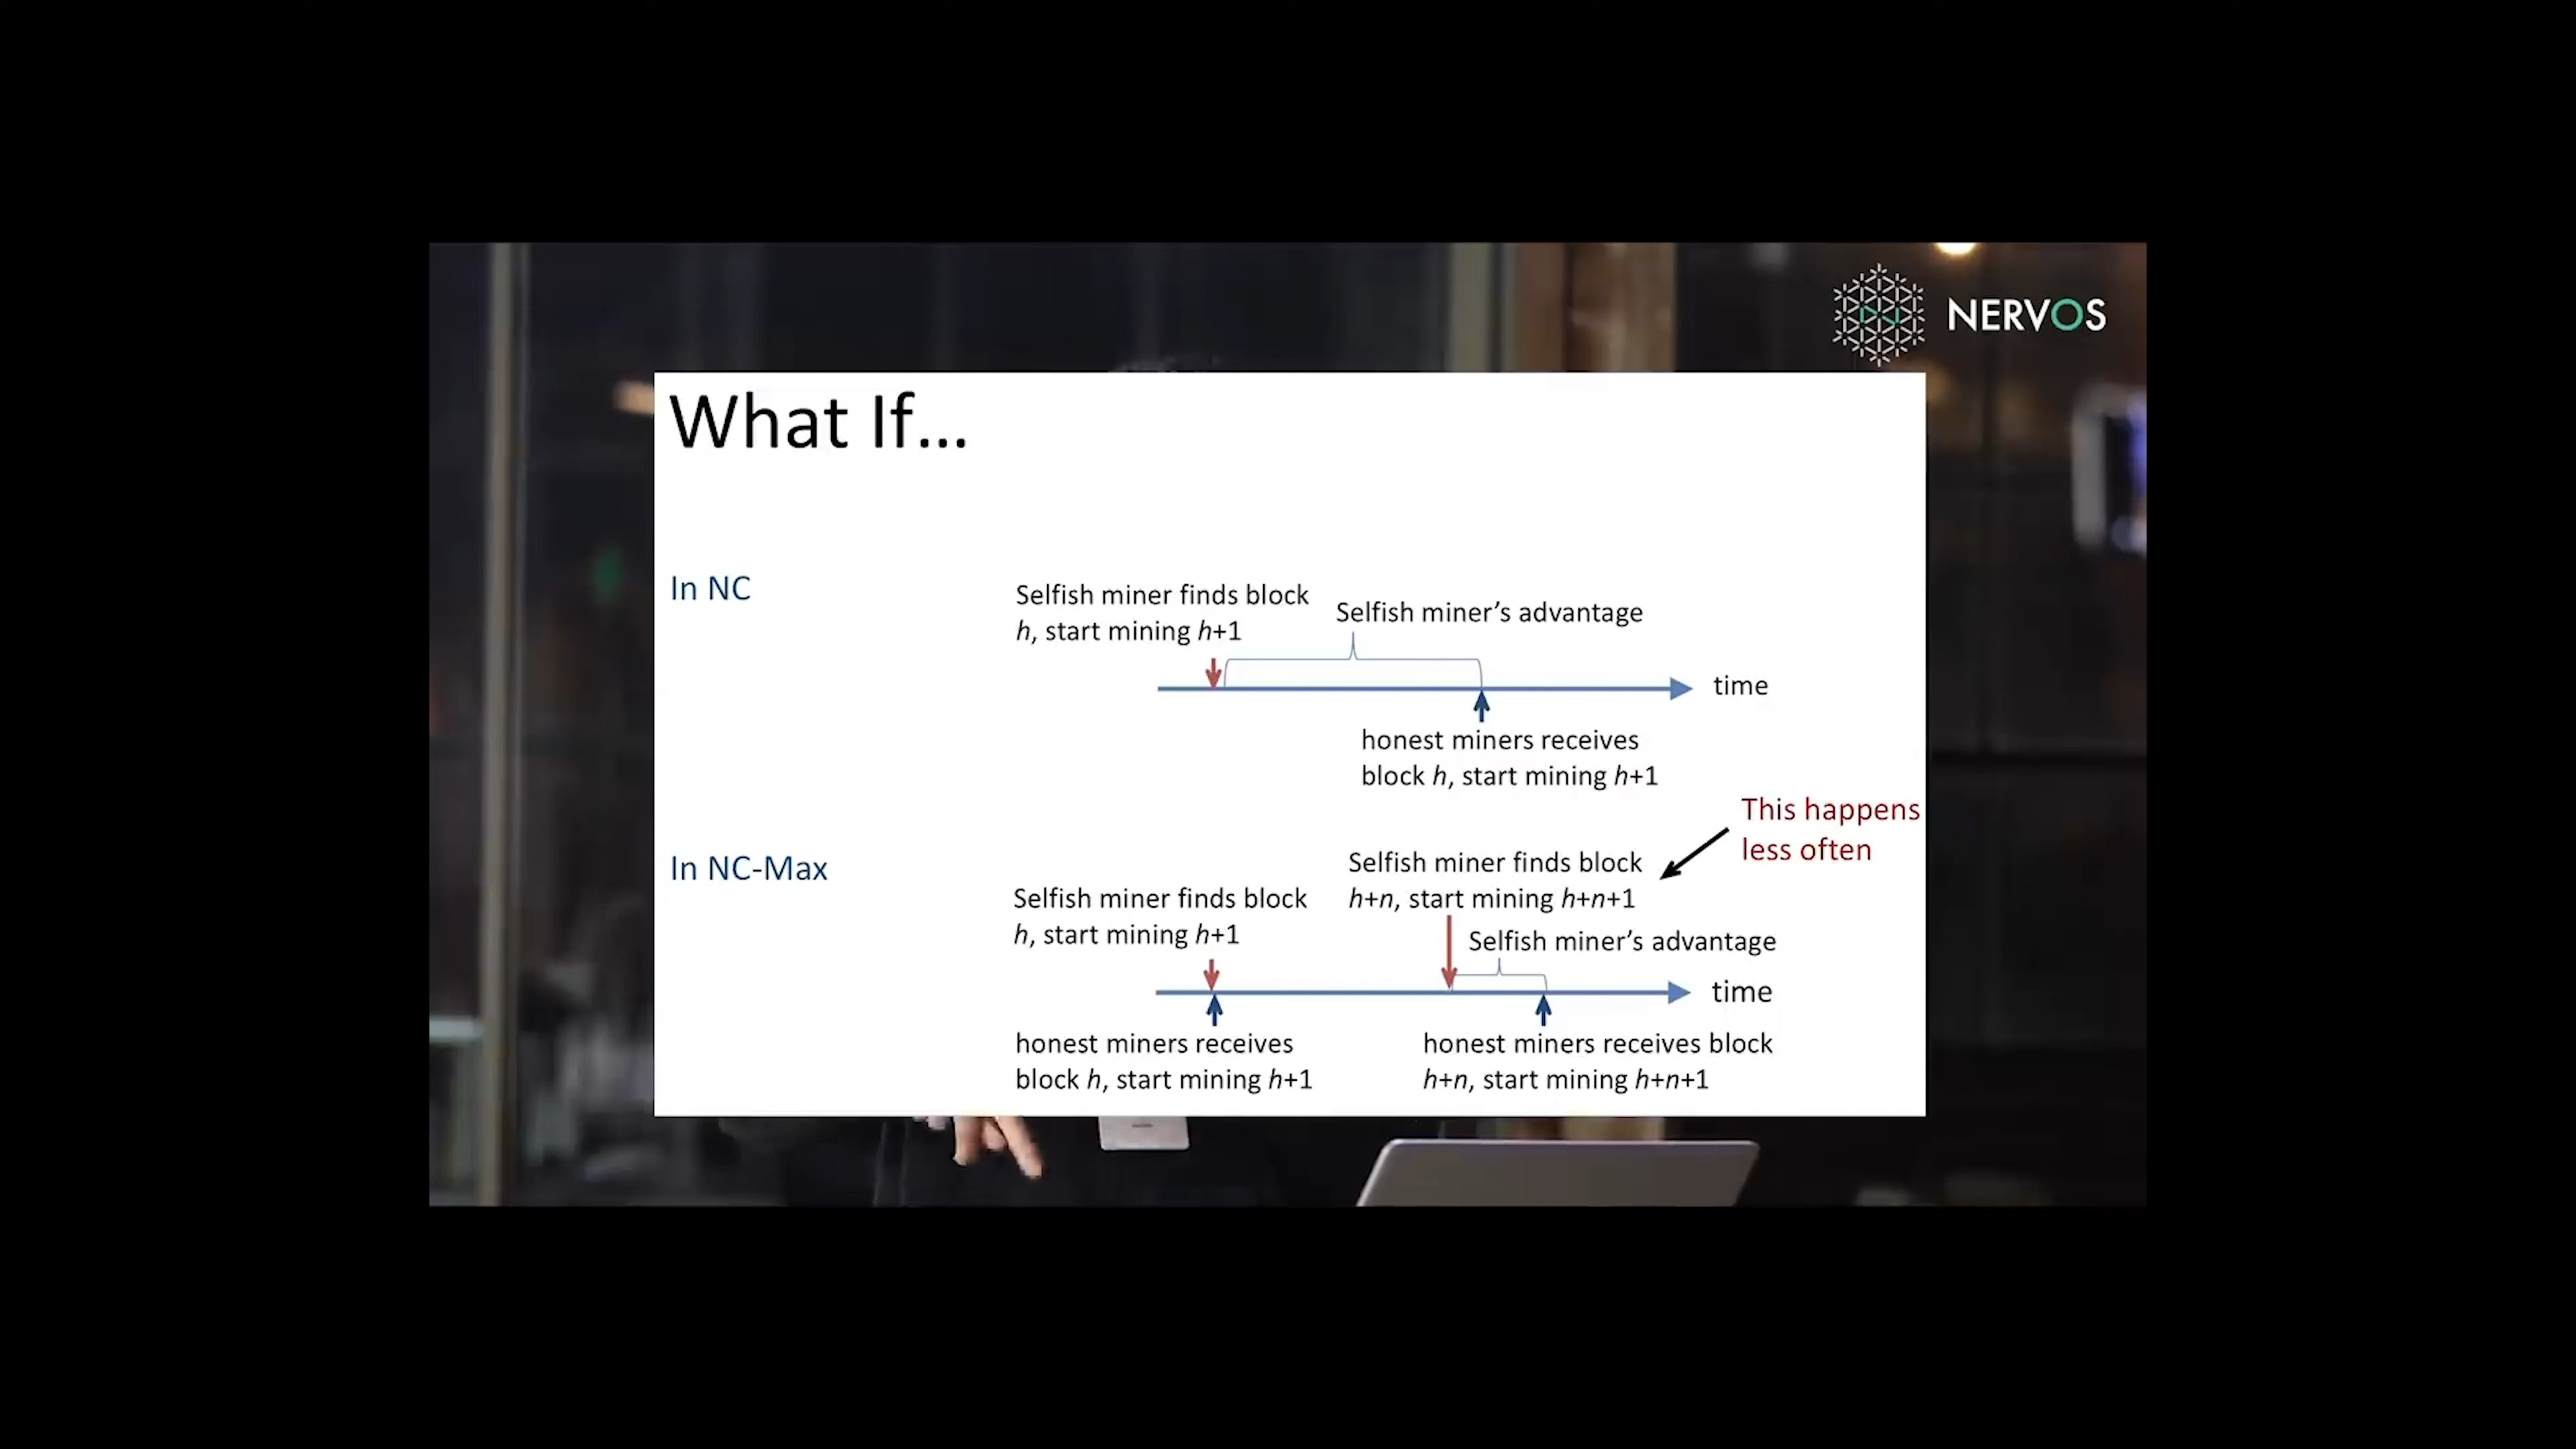 NERVOS
What If...
In NC
Selfish miner finds block
h, start mining h+1
Selfish miner's advantage
time
honest miners receives
block h, start mining h+1
This happens
less often
In NC-Max
Selfish miner finds block
h+n, start mining h+n+1
Selfish miner finds block
h, start mining h+1
Selfish miner's advantage
time
honest miners receives
block h, start mining h+1
honest miners receives block
h+n, start mining h+n+1